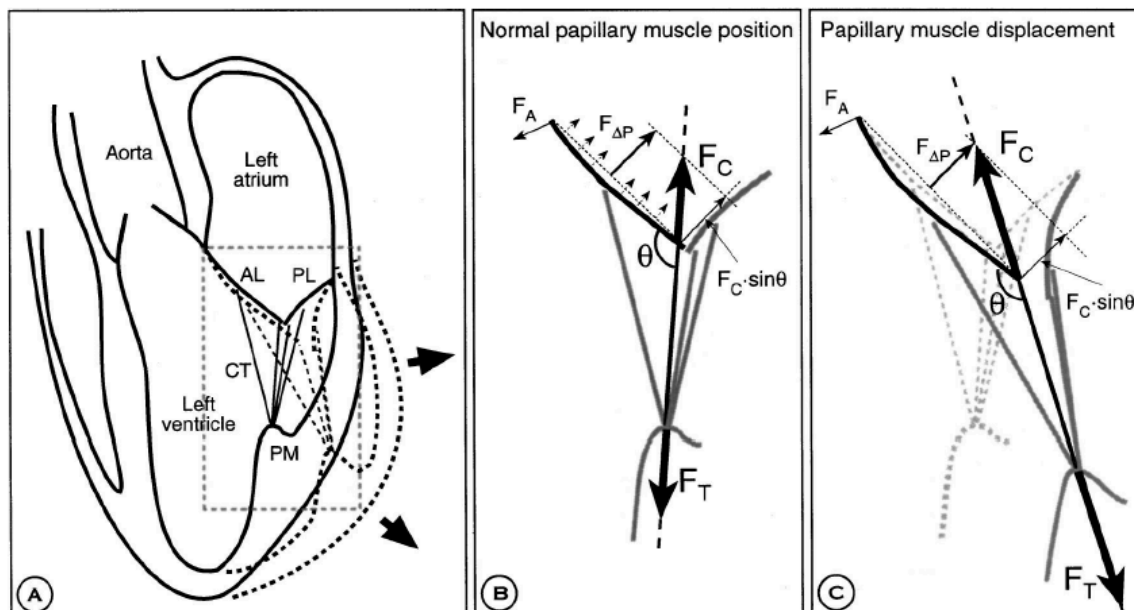 Aorta
Left
atrium
AL
PL
CT
Left
ventricle
PM
A
Normal papillary muscle position
F_A
F_ΔP
F_C
θ
F_C·sinθ
F_T
B
Papillary muscle displacement
F_A
F_ΔP
F_C
θ
F_C·sinθ
F_T
C